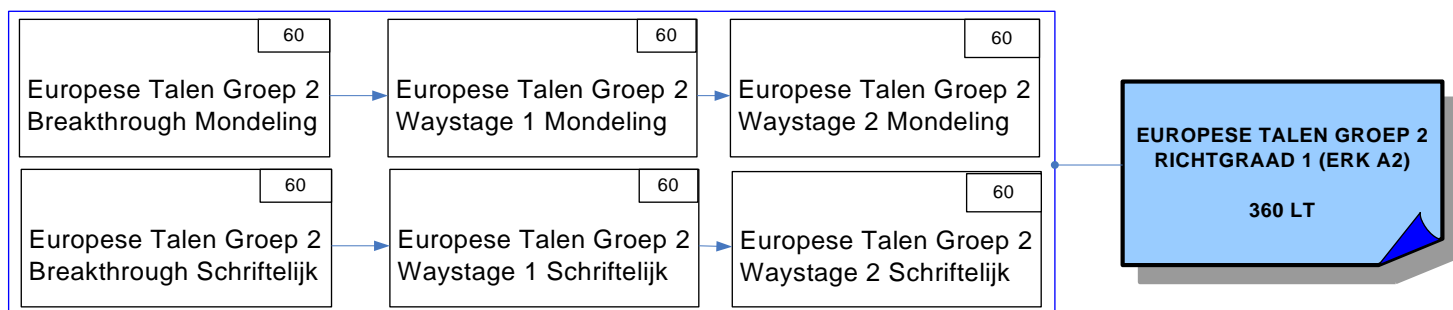 60
Europese Talen Groep 2
Breakthrough Mondeling
60
Europese Talen Groep 2
Waystage 1 Mondeling
60
Europese Talen Groep 2
Waystage 2 Mondeling
60
Europese Talen Groep 2
Breakthrough Schriftelijk
60
Europese Talen Groep 2
Waystage 1 Schriftelijk
60
Europese Talen Groep 2
Waystage 2 Schriftelijk
EUROPESE TALEN GROEP 2
RICHTGRAAD 1 (ERK A2)
360 LT